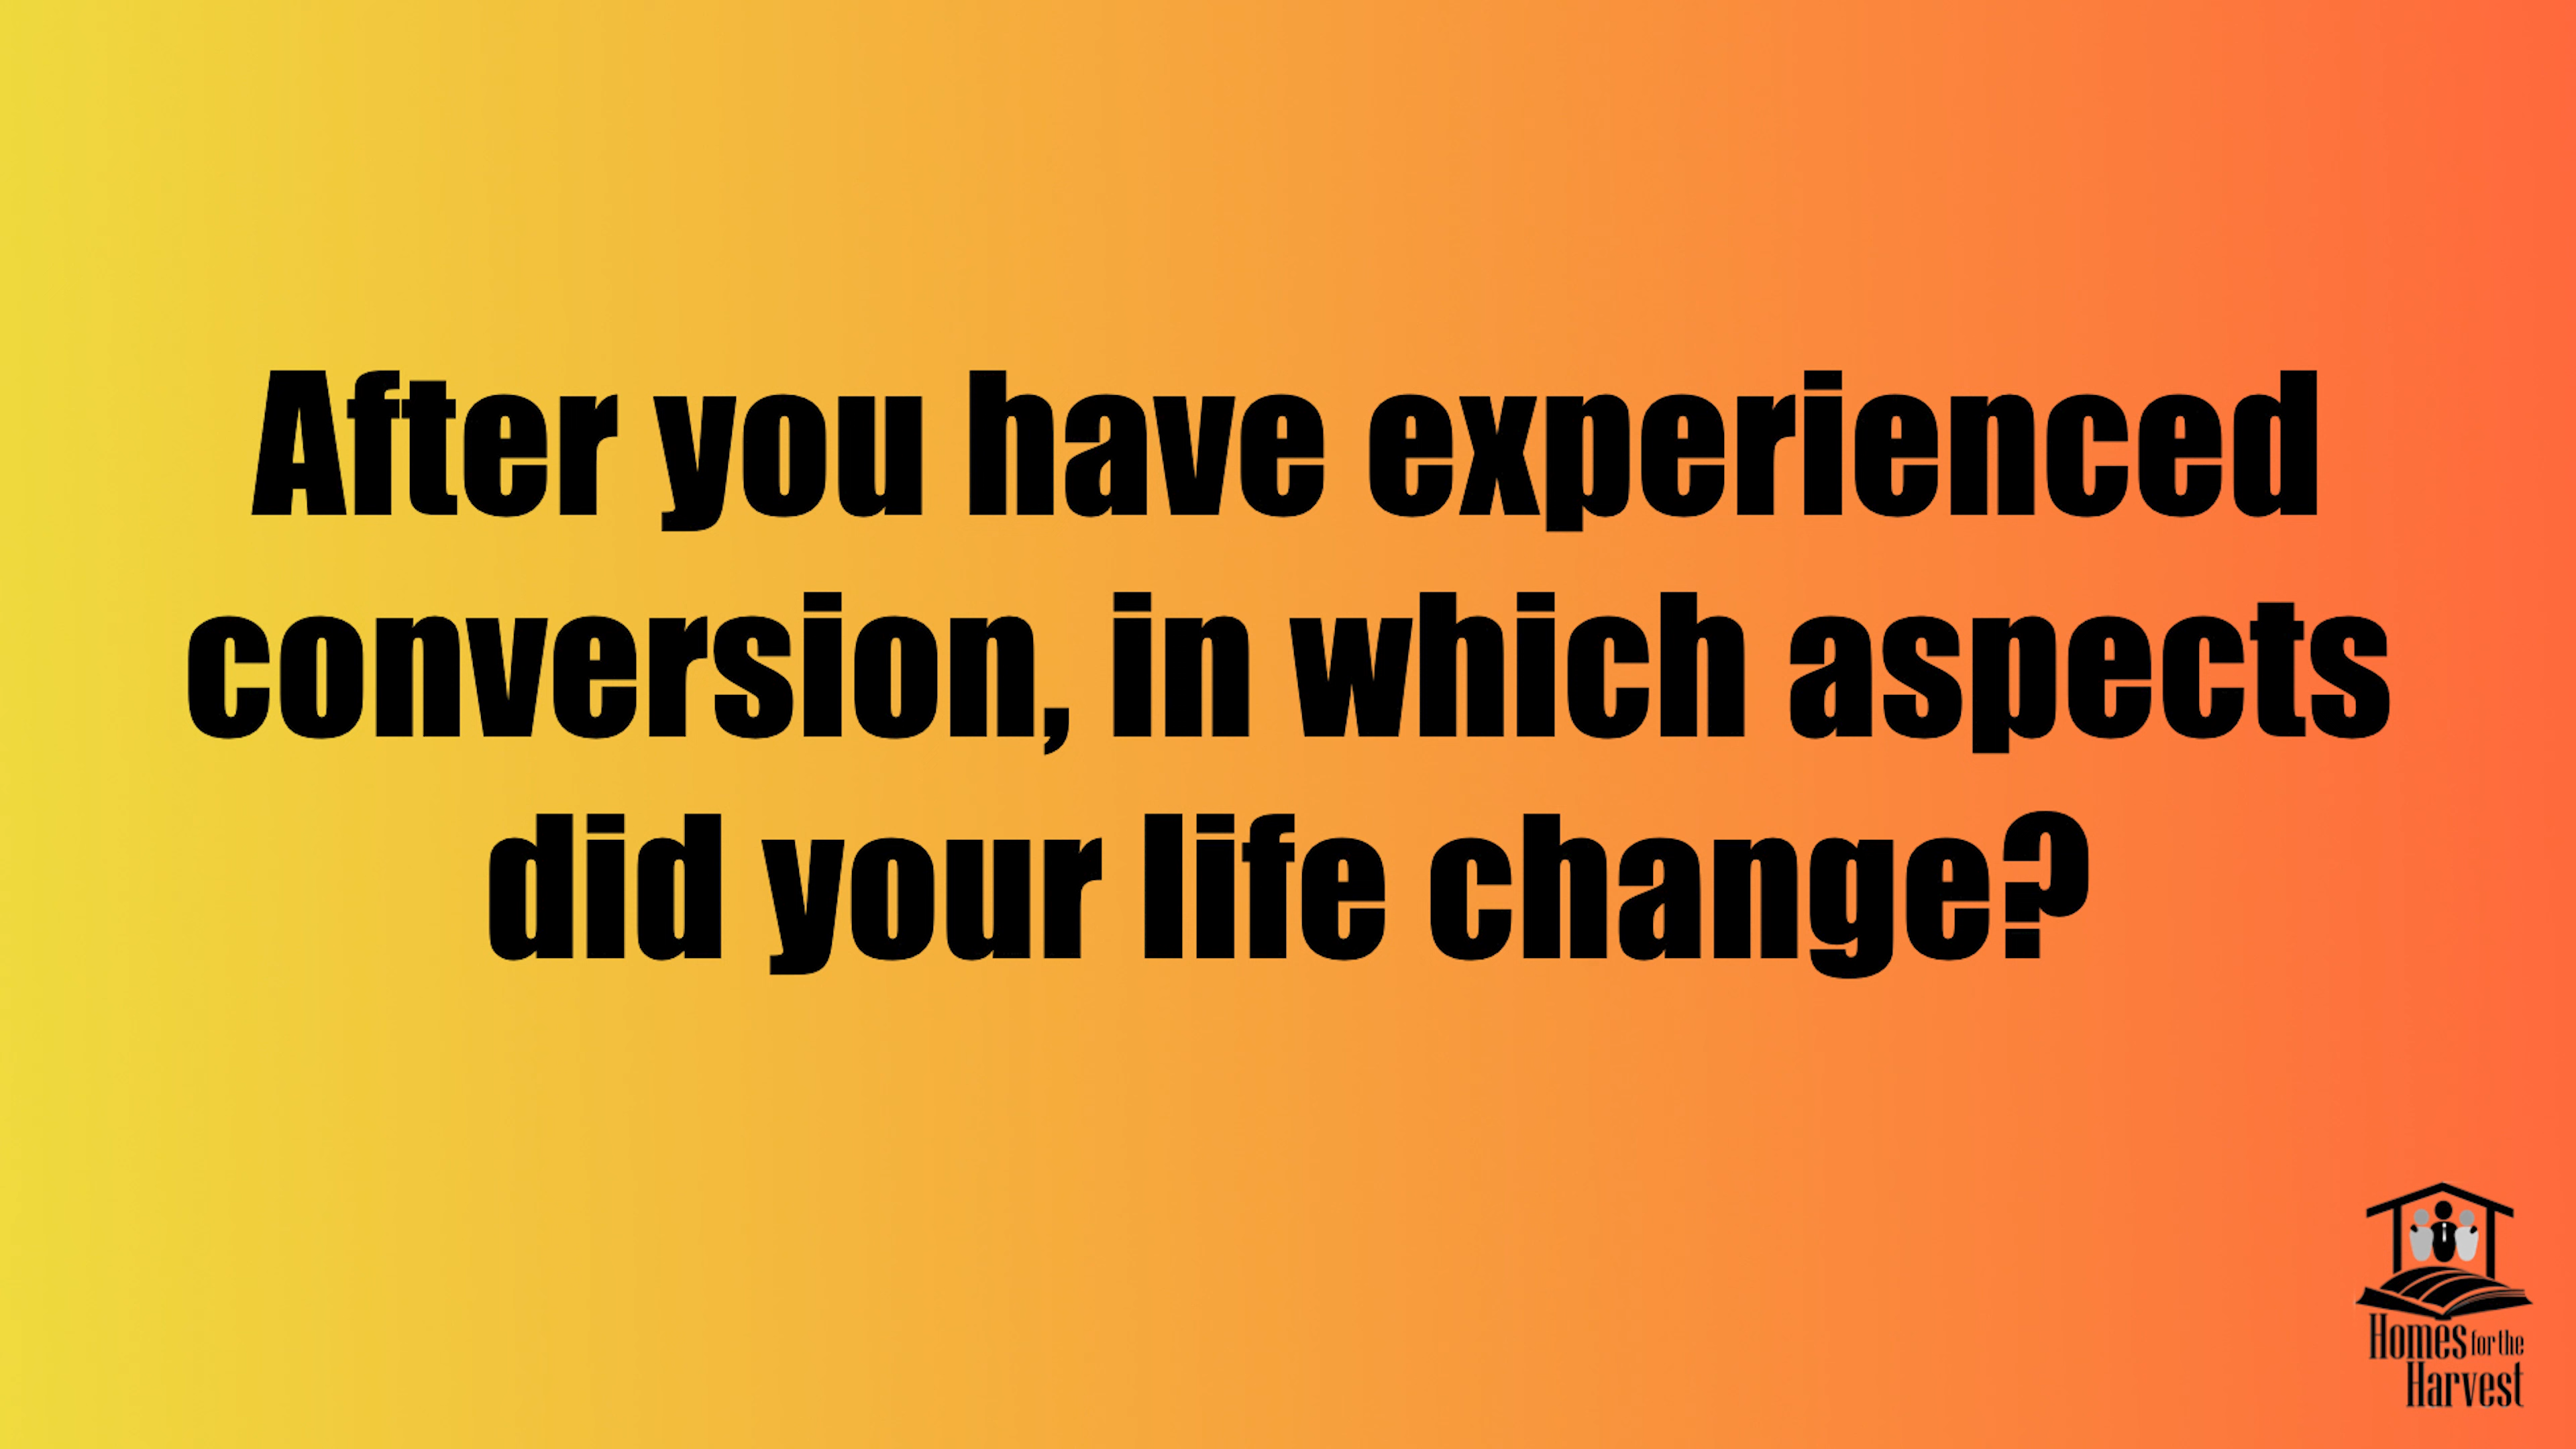 After you have experienced
conversion, in which aspects
did your life change?
Homes for the
Harvest